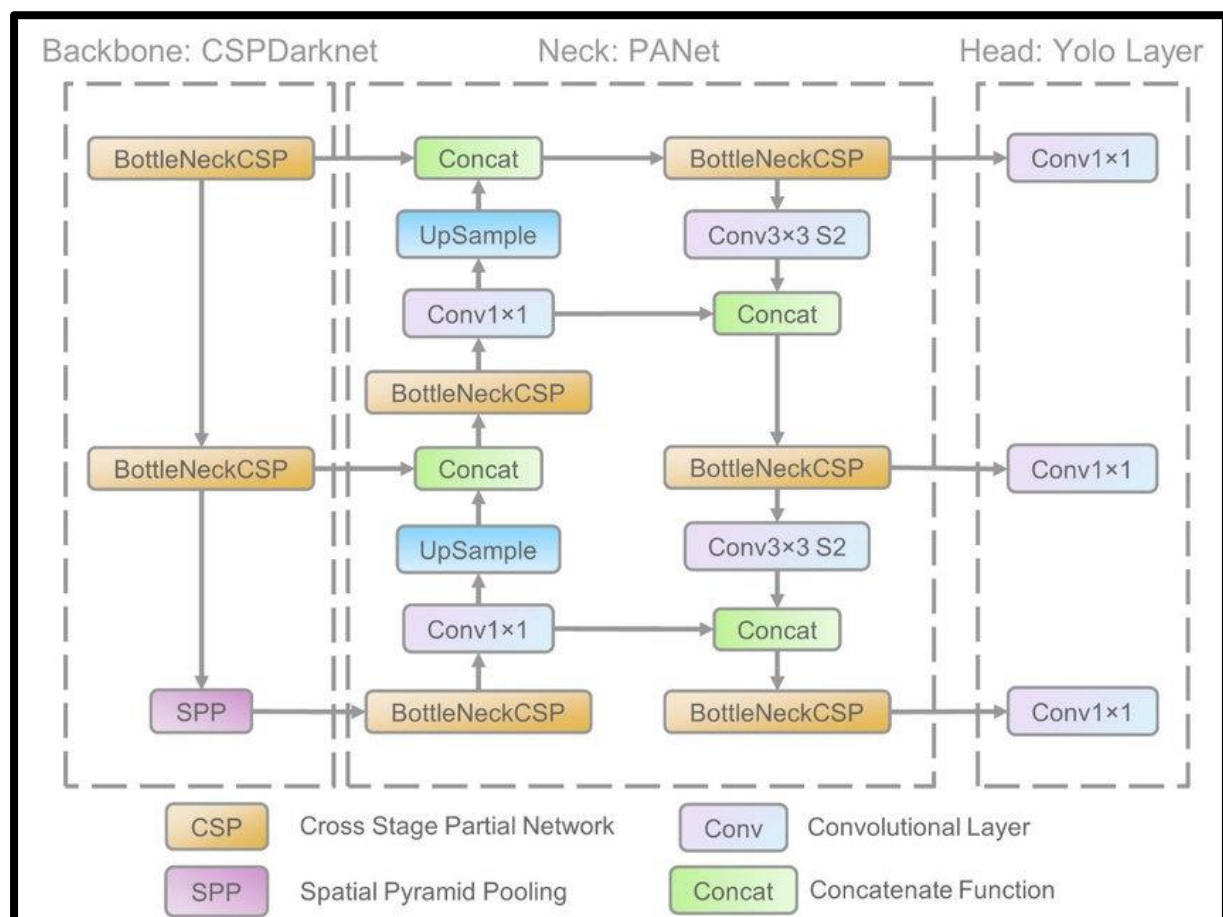 Backbone: CSPDarknet
Neck: PANet
Head: Yolo Layer
BottleNeckCSP
Concat
BottleNeckCSP
Conv1×1
UpSample
Conv3×3 S2
Conv1×1
Concat
BottleNeckCSP
BottleNeckCSP
Concat
BottleNeckCSP
Conv1×1
UpSample
Conv3×3 S2
Conv1×1
Concat
SPP
BottleNeckCSP
BottleNeckCSP
Conv1×1
CSP
Cross Stage Partial Network
Conv
Convolutional Layer
SPP
Spatial Pyramid Pooling
Concat
Concatenate Function